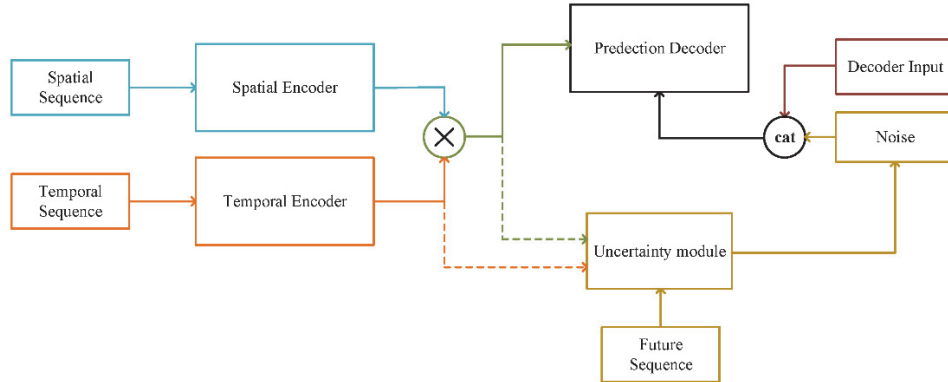 Spatial
Sequence
Spatial Encoder
Predection Decoder
Decoder Input
cat
Noise
Temporal
Sequence
Temporal Encoder
Uncertainty module
Future
Sequence